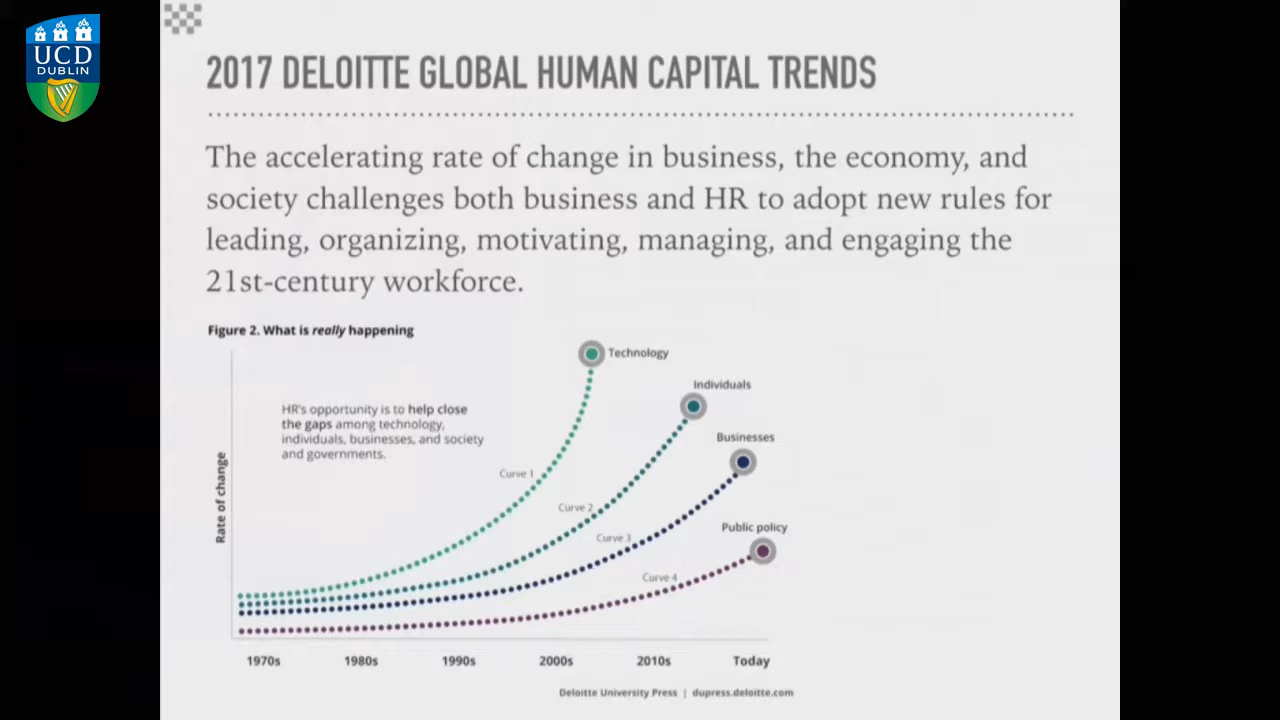 UCD
DUBLIN
2017 DELOITTE GLOBAL HUMAN CAPITAL TRENDS
The accelerating rate of change in business, the economy, and
society challenges both business and HR to adopt new rules for
leading, organizing, motivating, managing, and engaging the
21st-century workforce.
Figure 2. What is really happening
Technology
Individuals
HR's opportunity is to help close
the gaps among technology,
individuals, businesses, and society
and governments.
Businesses
Curve 1
Curve 2
Public policy
Curve 3
Curve 4
Rate of change
1970s 1980s 1990s 2000s 2010s Today
Deloitte University Press | dupress.deloitte.com